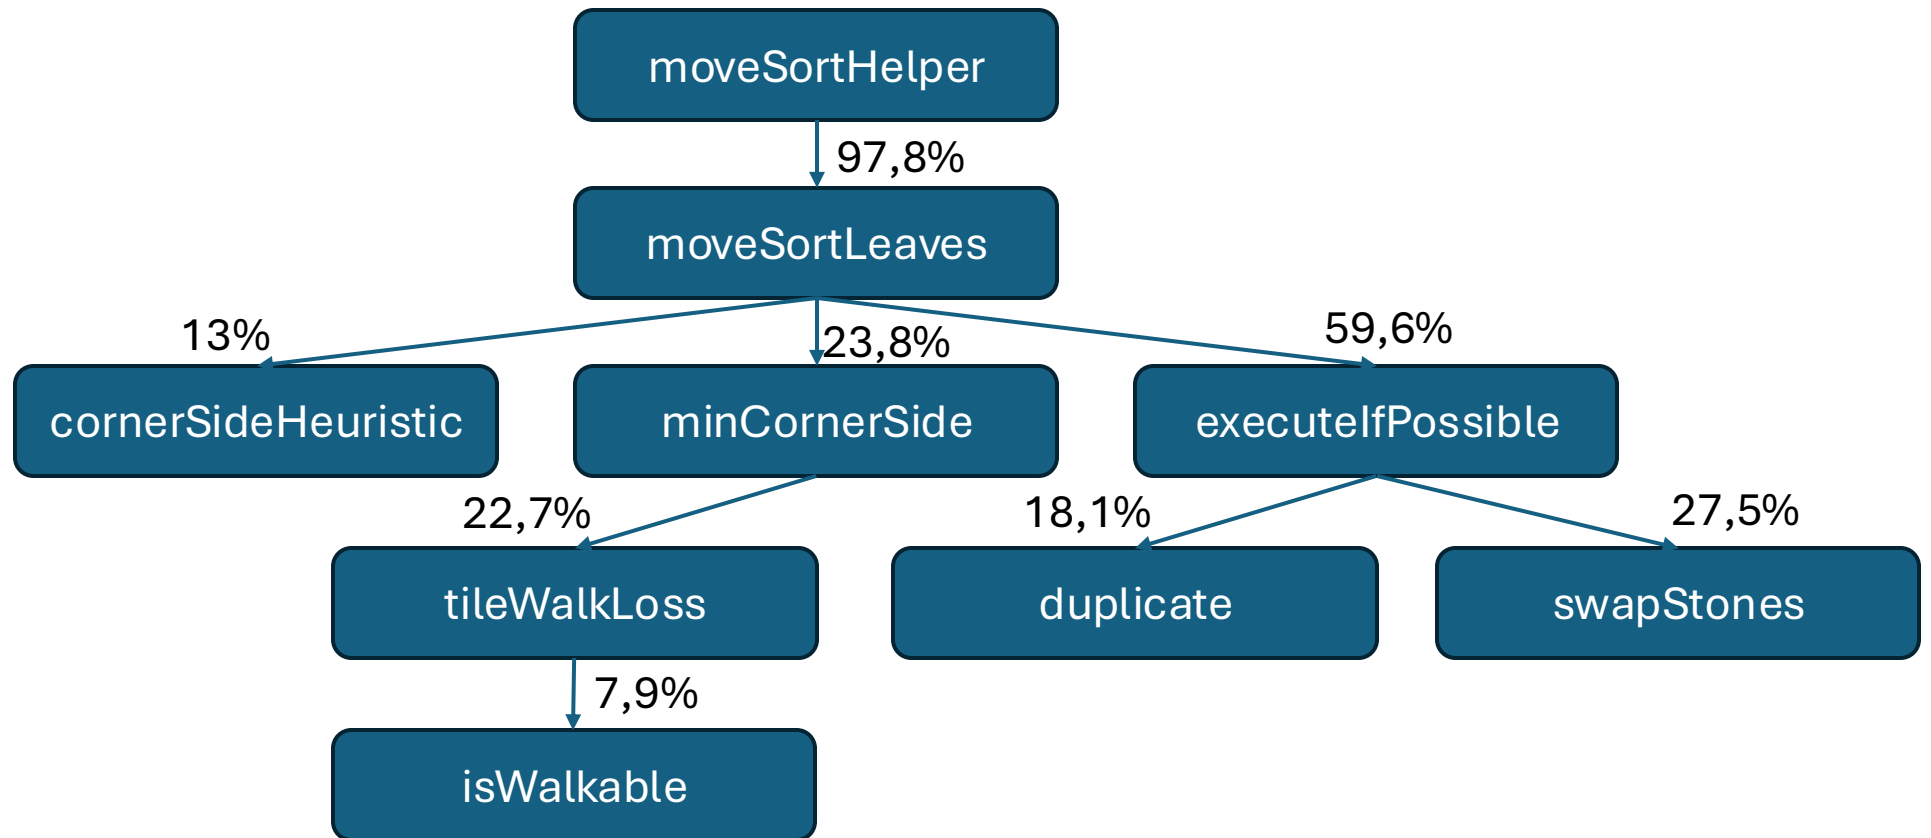 moveSortHelper
97,8%
moveSortLeaves
13%
23,8%
59,6%
cornerSideHeuristic
minCornerSide
executeIfPossible
22,7%
18,1%
27,5%
tileWalkLoss
duplicate
swapStones
7,9%
isWalkable